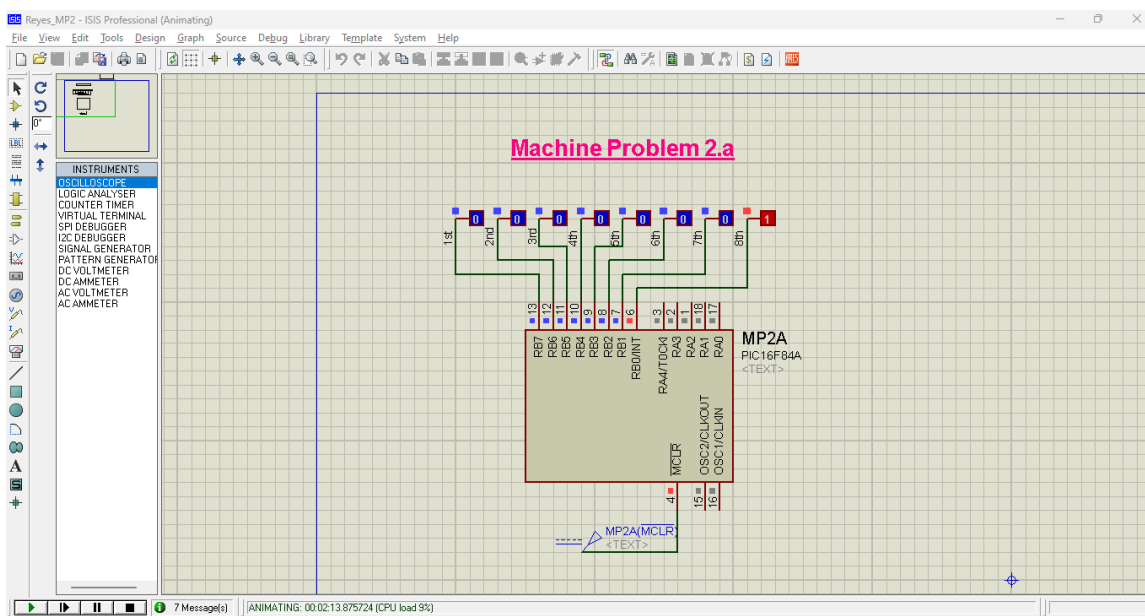 ISIS Reyes_MP2 - ISIS Professional (Animating)
File View Edit Tools Design Graph Source Debug Library Template System Help
0°
LBL
INSTRUMENTS
OSCILLOSCOPE
LOGIC ANALYSER
COUNTER TIMER
VIRTUAL TERMINAL
SPI DEBUGGER
I2C DEBUGGER
SIGNAL GENERATOR
PATTERN GENERATOR
DC VOLTMETER
DC AMMETER
AC VOLTMETER
AC AMMETER
A
S
Machine Problem 2.a
0 0 0 0 0 0 0 1
1st 2nd 3rd 4th 5th 6th 7th 8th
13 12 11 10 9 8 7 6 3 2 1 18 17
RB7 RB6 RB5 RB4 RB3 RB2 RB1 RB0/INT RA4/T0CKI RA3 RA2 RA1 RA0
MP2A
PIC16F84A
<TEXT>
MCLR OSC2/CLKOUT OSC1/CLKIN
4 15 16
MP2A(MCLR)
<TEXT>
7 Message(s) ANIMATING: 00:02:13.875724 (CPU load 9%)